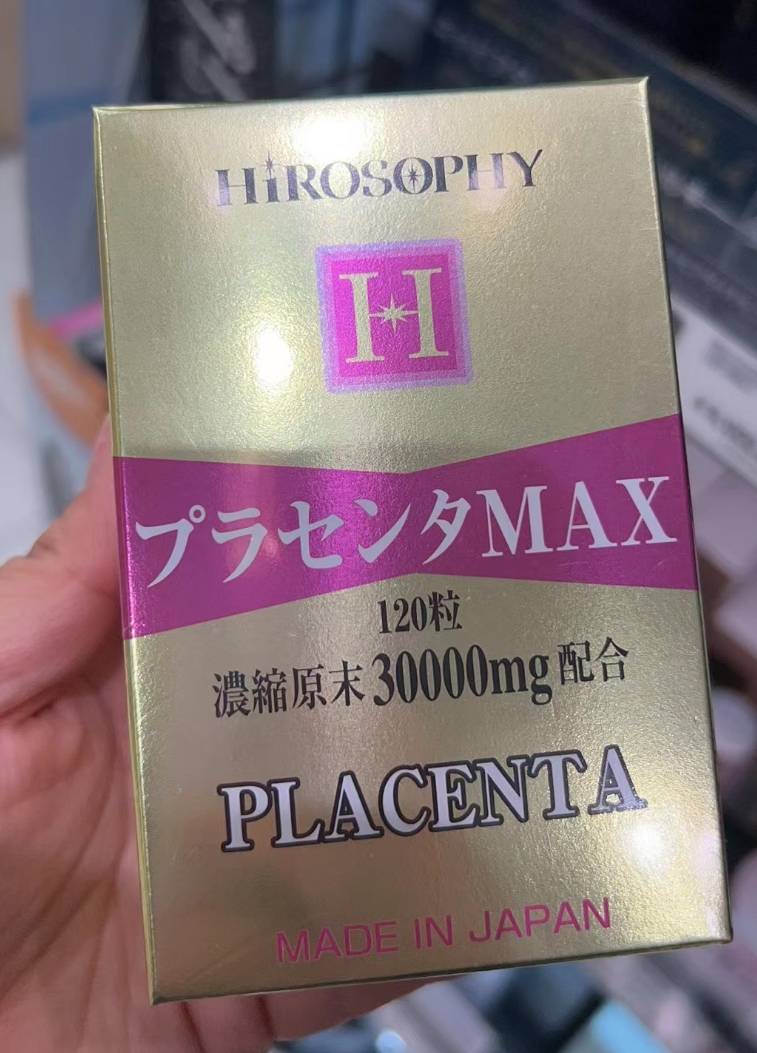 HiROSOPHY
H
プラセンタMAX
120粒
濃縮原末30000mg配合
PLACENTA
MADE IN JAPAN